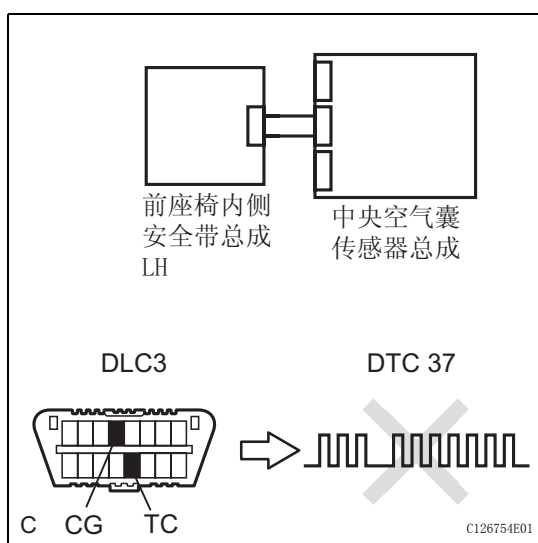 前座椅内侧
安全带总成
LH
中央空气囊
传感器总成
DLC3
DTC 37
C
CG
TC
C126754E01